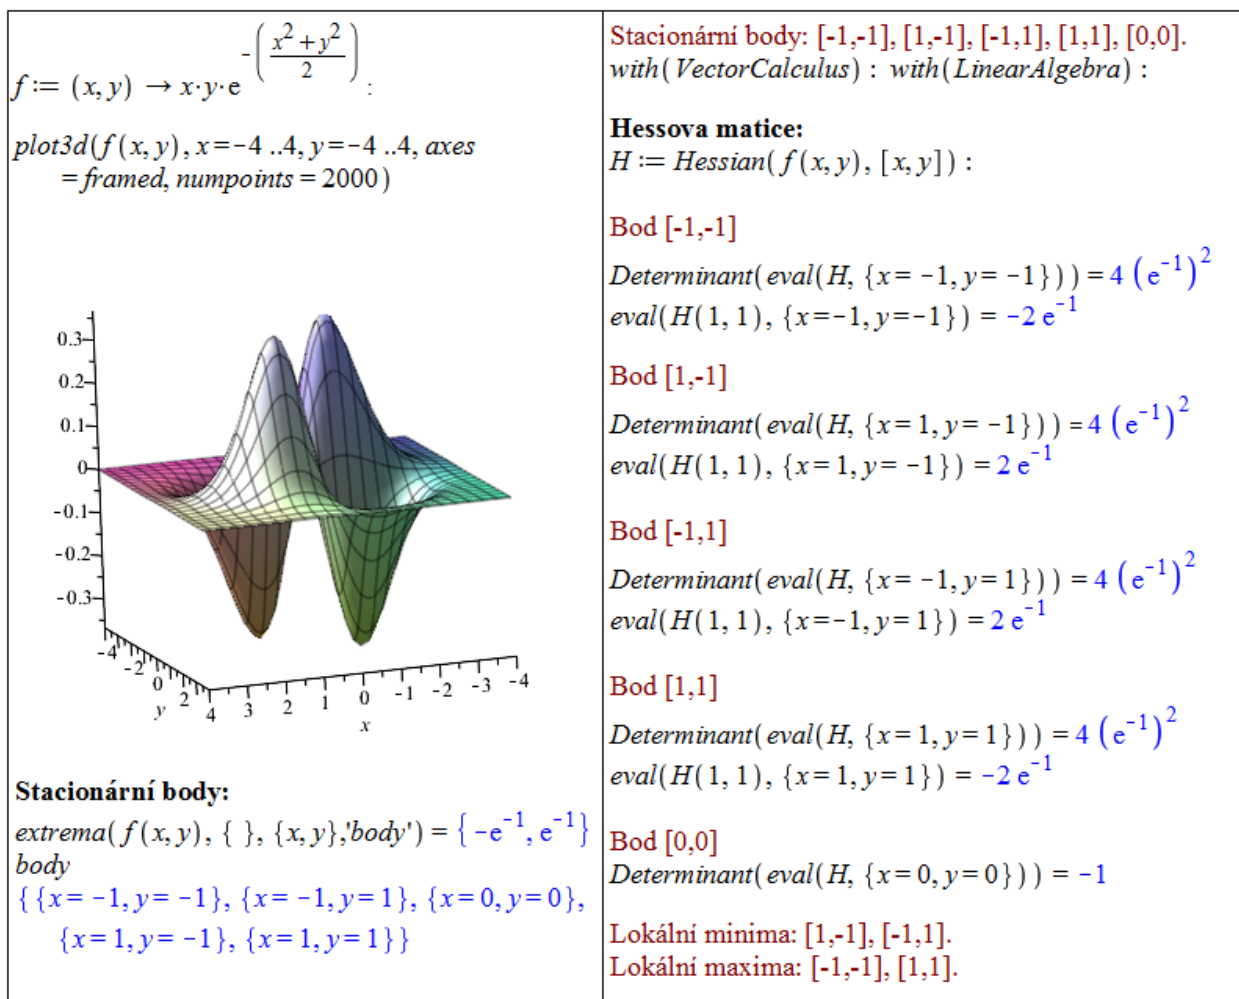 f := (x, y) → x·y·e^-((x^2+y^2)/2) :
plot3d(f(x, y), x=-4 ..4, y=-4 ..4, axes
=framed, numpoints = 2000)
0.3
0.2
0.1
0
-0.1
-0.2
-0.3
-4 -2 0 2 4 3 2 1 0 -1 -2 -3 -4
y
x
Stacionární body:
extrema(f(x, y), { }, {x, y},'body') = {-e^-1, e^-1}
body
{{x = -1, y = -1}, {x = -1, y = 1}, {x = 0, y = 0},
{x = 1, y = -1}, {x = 1, y = 1}}
Stacionární body: [-1,-1], [1,-1], [-1,1], [1,1], [0,0].
with(VectorCalculus) : with(LinearAlgebra) :
Hessova matice:
H := Hessian(f(x, y), [x, y]) :
Bod [-1,-1]
Determinant(eval(H, {x = -1, y = -1})) = 4 (e^-1)^2
eval(H(1, 1), {x=-1, y=-1}) = -2 e^-1
Bod [1,-1]
Determinant(eval(H, {x = 1, y = -1})) = 4 (e^-1)^2
eval(H(1, 1), {x=1, y= -1}) = 2 e^-1
Bod [-1,1]
Determinant(eval(H, {x = -1, y = 1})) = 4 (e^-1)^2
eval(H(1, 1), {x=-1, y= 1}) = 2 e^-1
Bod [1,1]
Determinant(eval(H, {x = 1, y = 1})) = 4 (e^-1)^2
eval(H(1, 1), {x = 1, y = 1}) = -2 e^-1
Bod [0,0]
Determinant(eval(H, {x = 0, y = 0})) = -1
Lokální minima: [1,-1], [-1,1].
Lokální maxima: [-1,-1], [1,1].